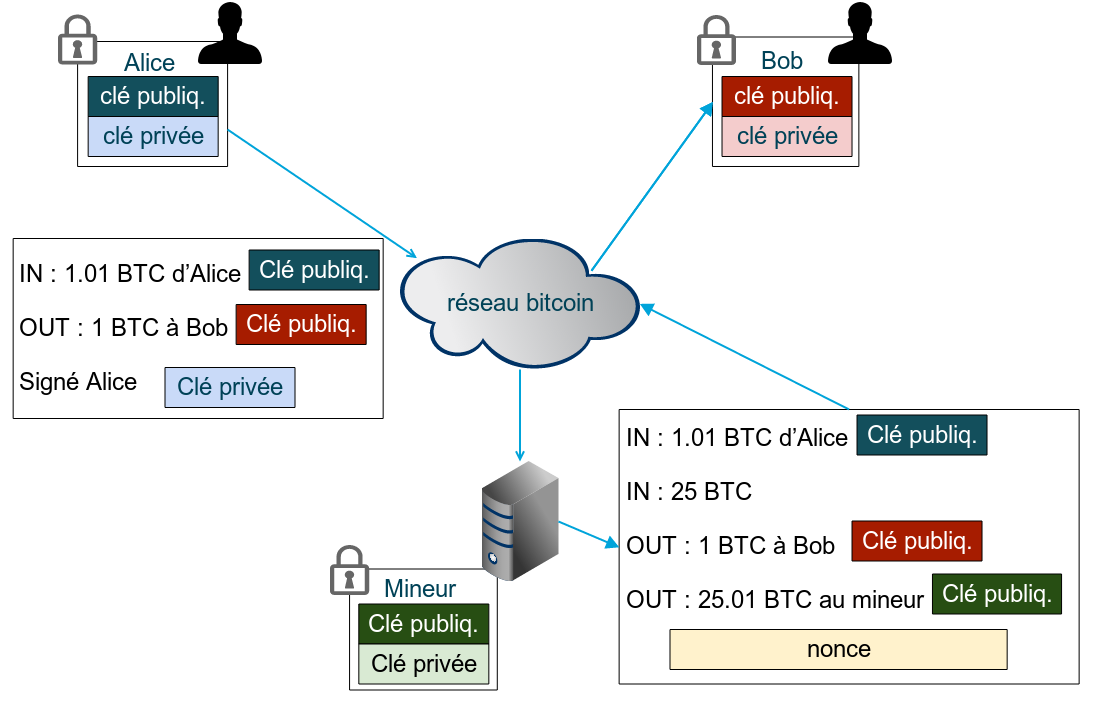 Alice
clé publiq.
clé privée
Bob
clé publiq.
clé privée
IN : 1.01 BTC d’Alice Clé publiq.
OUT : 1 BTC à Bob Clé publiq.
Signé Alice Clé privée
réseau bitcoin
Mineur
Clé publiq.
Clé privée
IN : 1.01 BTC d’Alice Clé publiq.
IN : 25 BTC
OUT : 1 BTC à Bob Clé publiq.
OUT : 25.01 BTC au mineur Clé publiq.
nonce